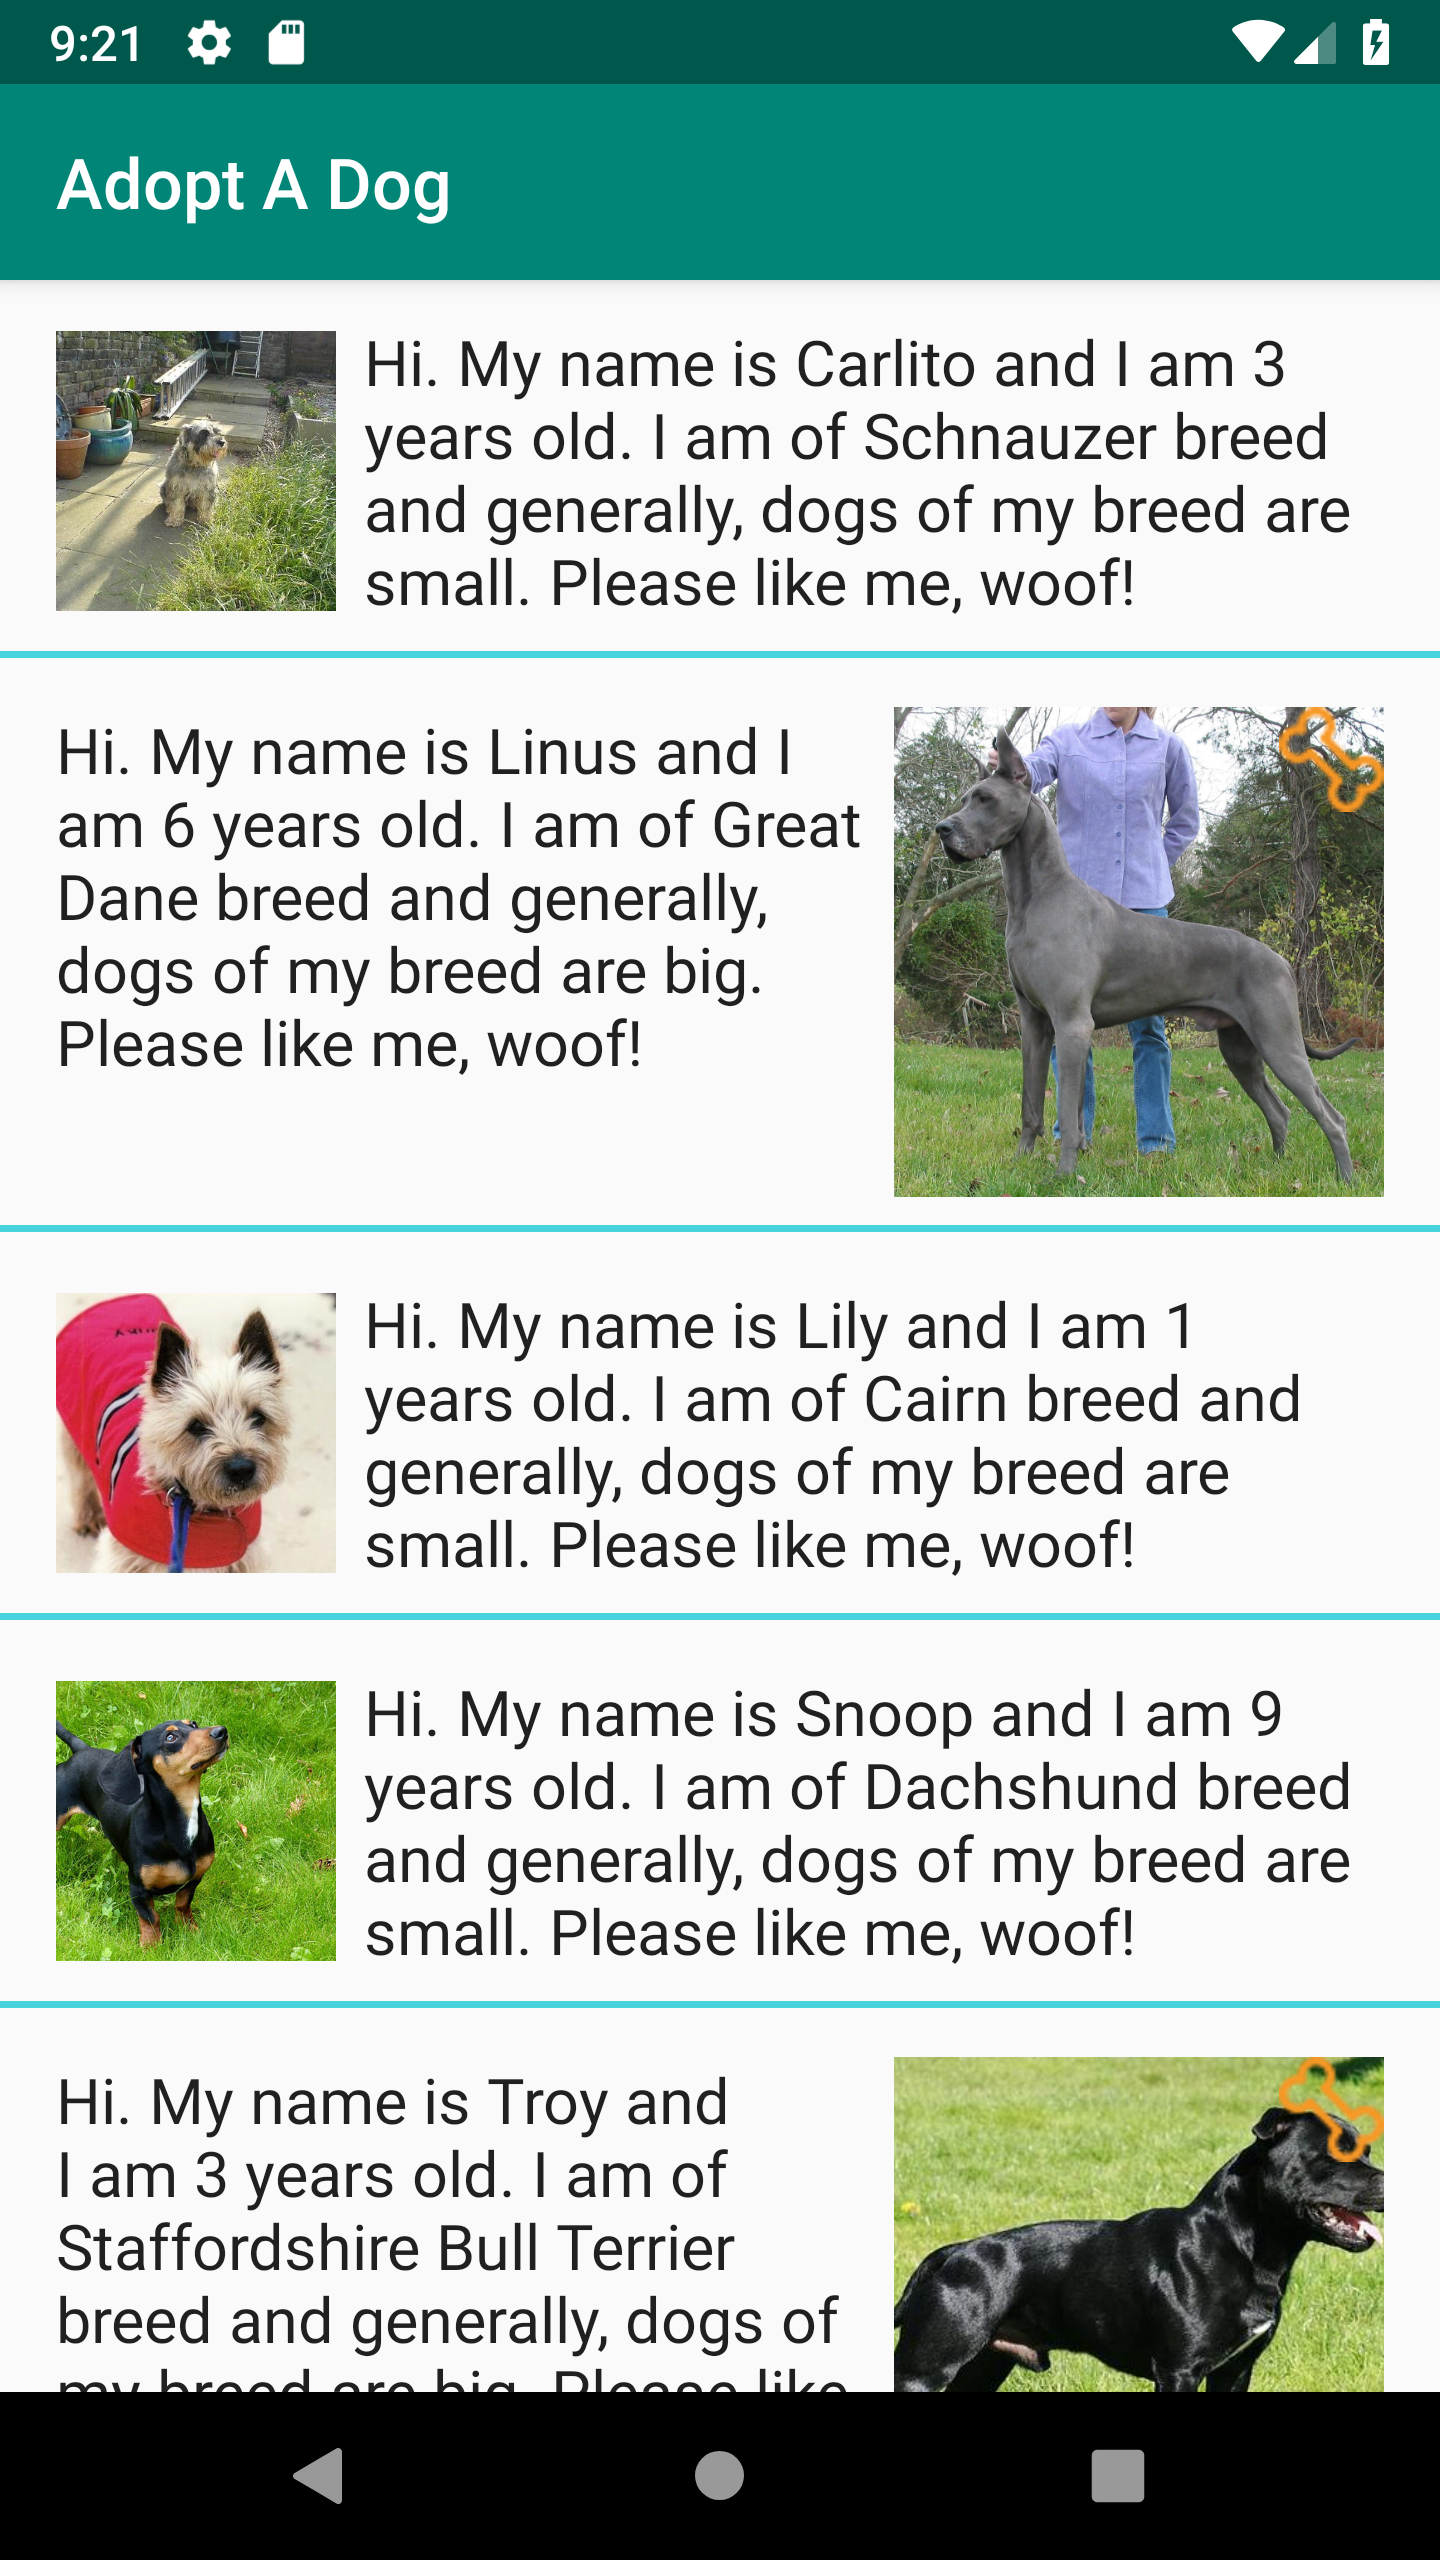 9:21
Adopt A Dog
Hi. My name is Carlito and I am 3
years old. I am of Schnauzer breed
and generally, dogs of my breed are
small. Please like me, woof!
Hi. My name is Linus and I
am 6 years old. I am of Great
Dane breed and generally,
dogs of my breed are big.
Please like me, woof!
Hi. My name is Lily and I am 1
years old. I am of Cairn breed and
generally, dogs of my breed are
small. Please like me, woof!
Hi. My name is Snoop and I am 9
years old. I am of Dachshund breed
and generally, dogs of my breed are
small. Please like me, woof!
Hi. My name is Troy and
I am 3 years old. I am of
Staffordshire Bull Terrier
breed and generally, dogs of
my breed are big. Please like